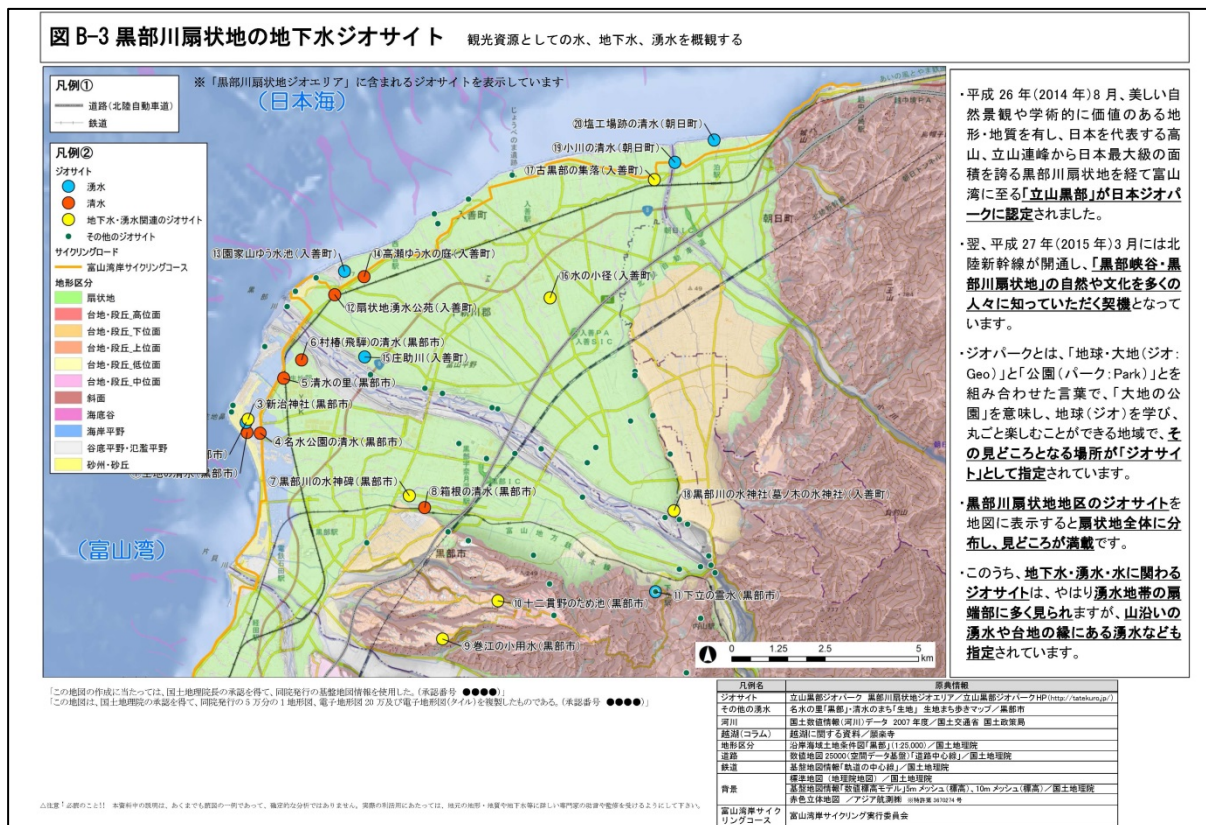 図 B-3 黒部川扇状地の地下水ジオサイト 観光資源としての水、地下水、湧水を概観する
※「黒部川扇状地ジオエリア」に含まれるジオサイトを表示しています
凡例①
道路(北陸自動車道)
鉄道
凡例②
ジオサイト
湧水
清水
地下水・湧水関連のジオサイト
その他のジオサイト
サイクリングロード
富山湾岸サイクリングコース
地形区分
扇状地
台地・段丘_高位面
台地・段丘_下位面
台地・段丘_上位面
台地・段丘_低位面
台地・段丘_中位面
斜面
海底谷
海岸平野
谷底平野・氾濫平野
砂州・砂丘
(日本海)
(富山湾)
⑳塩工場跡の清水(朝日町)
⑲小川の清水(朝日町)
⑰古黒部の集落(入善町)
入善町
朝日町
⑬園家山ゆう水池(入善町)
⑭高瀬ゆう水の庭(入善町)
⑯水の小径(入善町)
⑫扇状地湧水公苑(入善町)
⑥村椿(飛騨)の清水(黒部市)
⑮庄助川(入善町)
⑤清水の里(黒部市)
③新治神社(黒部市)
④名水公園の清水(黒部市)
⑦黒部川の水神碑(黒部市)
⑧箱根の清水(黒部市)
⑱黒部川の水神社(墓ノ木の水神社)(入善町)
黒部市
⑪下立の霊水(黒部市)
⑩十二貫野のため池(黒部市)
⑨巻江の小用水(黒部市)
0 1.25 2.5 5
km
・平成 26 年(2014 年)8 月、美しい自
然景観や学術的に価値のある地
形・地質を有し、日本を代表する高
山、立山連峰から日本最大級の面
積を誇る黒部川扇状地を経て富山
湾に至る「立山黒部」が日本ジオパ
ークに認定されました。
・翌、平成 27 年(2015 年)3 月には北
陸新幹線が開通し、「黒部峡谷・黒
部川扇状地」の自然や文化を多くの
人々に知っていただく契機となって
います。
・ジオパークとは、「地球・大地(ジオ:
Geo)」と「公園(パーク:Park)」とを
組み合わせた言葉で、「大地の公
園」を意味し、地球(ジオ)を学び、
丸ごと楽しむことができる地域で、そ
の見どころとなる場所が「ジオサイ
ト」として指定されています。
・黒部川扇状地地区のジオサイトを
地図に表示すると扇状地全体に分
布し、見どころが満載です。
・このうち、地下水・湧水・水に関わる
ジオサイトは、やはり湧水地帯の扇
端部に多く見られますが、山沿いの
湧水や台地の縁にある湧水なども
指定されています。
「この地図の作成に当たっては、国土地理院長の承認を得て、同院発行の基盤地図情報を使用した。(承認番号 ●●●●)」
「この地図は、国土地理院の承認を得て、同院発行の5万分の1地形図、電子地形図20万及び電子地形図(タイル)を複製したものである。(承認番号 ●●●●)」
凡例名 原典情報
ジオサイト 立山黒部ジオパーク 黒部川扇状地ジオエリア/立山黒部ジオパークHP(http://tatekuro.jp/)
その他の湧水 名水の里「黒部」・清水のまち「生地」 生地まち歩きマップ/黒部市
河川 国土数値情報(河川)データ 2007 年度/国土交通省 国土政策局
越湖(コラム) 越湖に関する資料/願楽寺
地形区分 沿岸海域土地条件図「黒部」(1:25,000)/国土地理院
道路 数値地図 25000(空間データ基盤)「道路中心線」/国土地理院
鉄道 基盤地図情報「軌道の中心線」/国土地理院
背景 標準地図(地理院地図)/国土地理院
基盤地図情報「数値標高モデル」5m メッシュ(標高)、10m メッシュ(標高)/国土地理院
赤色立体地図 /アジア航測㈱ ※特許第 3670274 号
富山湾岸サイクリングコース 富山湾岸サイクリング実行委員会